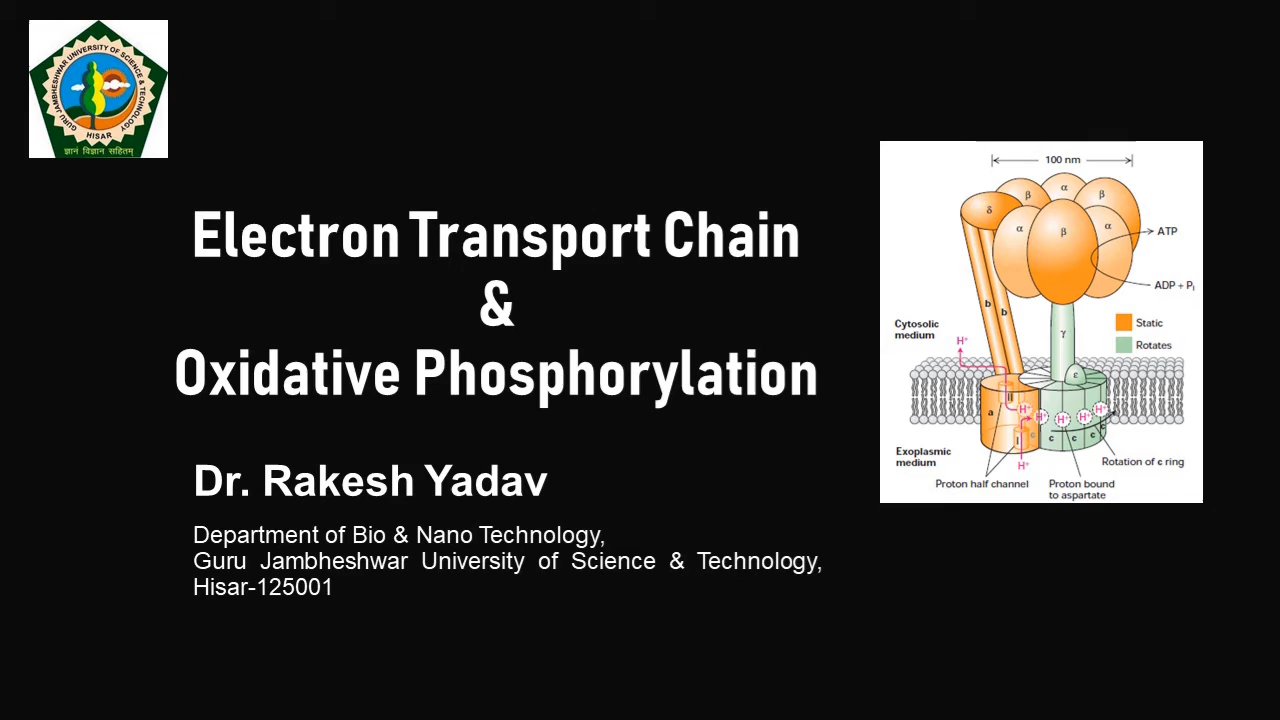 GURU JAMBHESHWAR UNIVERSITY OF SCIENCE & TECHNOLOGY
HISAR
ज्ञानं विज्ञान सहितम्
Electron Transport Chain
&
Oxidative Phosphorylation
Dr. Rakesh Yadav
Department of Bio & Nano Technology,
Guru Jambheshwar University of Science & Technology,
Hisar-125001
100 nm
β α β
δ
α β α
ATP
ADP + Pi
b
b
Static
Rotates
Cytosolic
medium
H+
γ
ε
II
a
H+ H+ H+ H+ H+
I
c c c c c
Exoplasmic
medium
H+
Rotation of c ring
Proton half channel
Proton bound
to aspartate